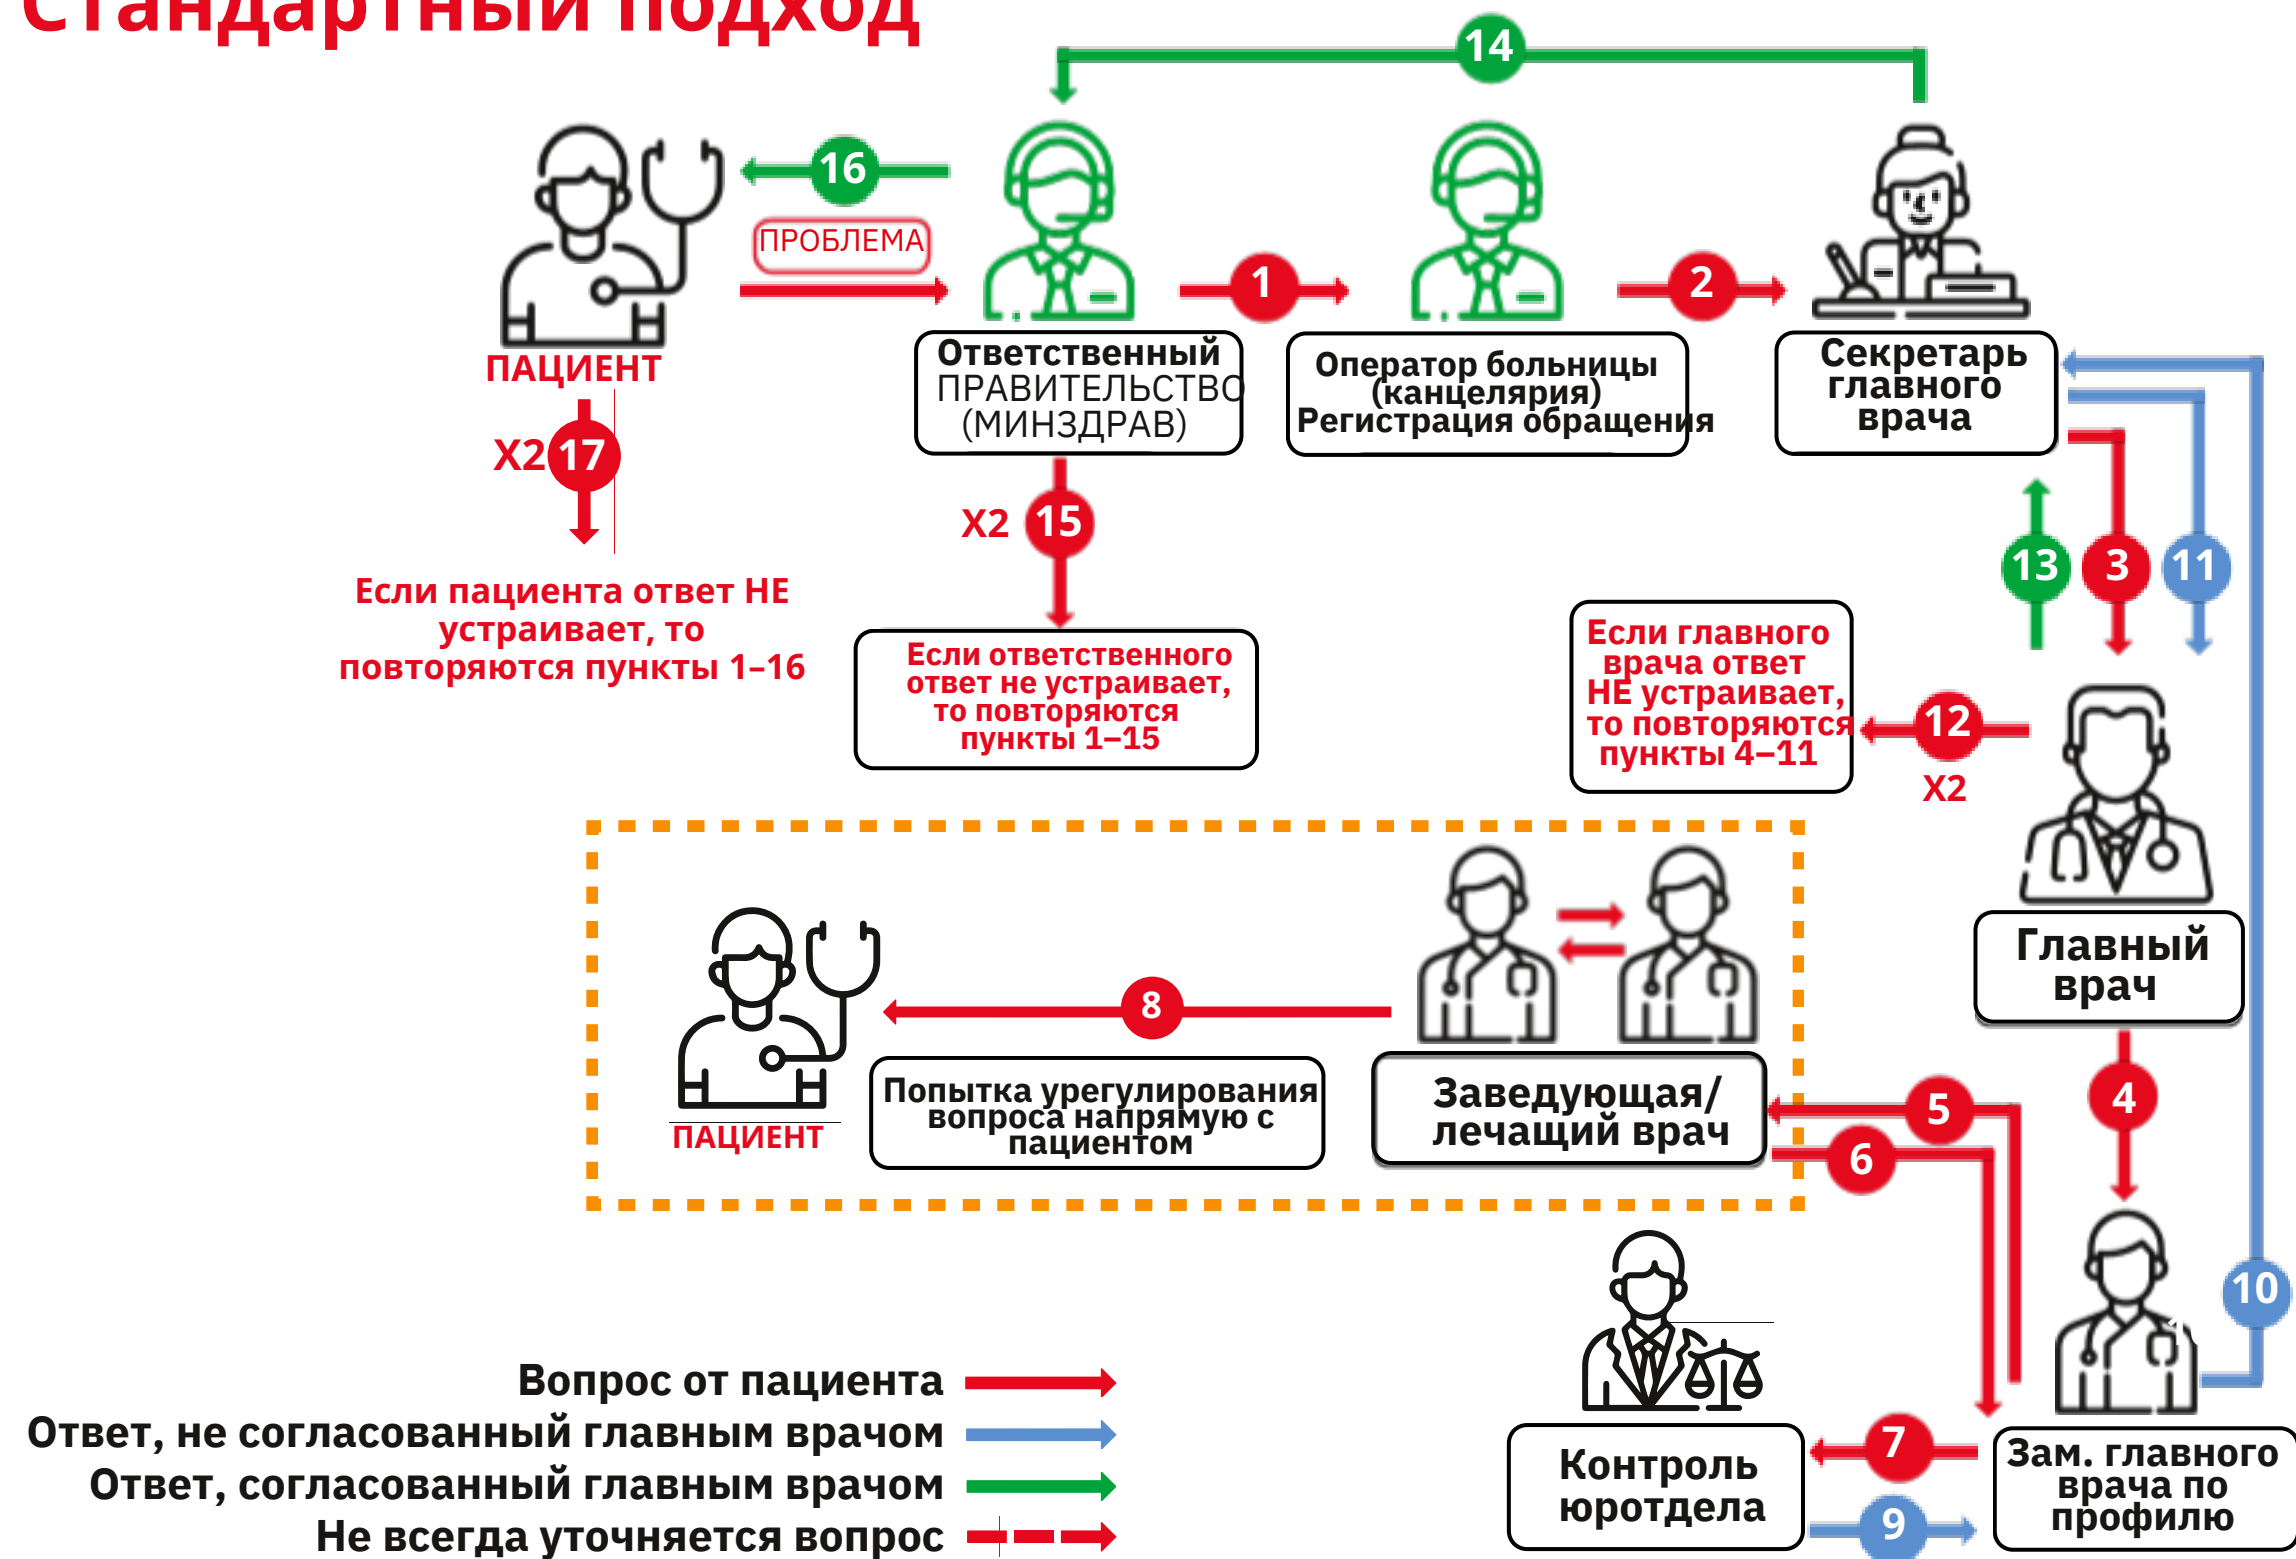 Стандартный подход
14
16
ПРОБЛЕМА
1
2
ПАЦИЕНТ
Ответственный
ПРАВИТЕЛЬСТВО
(МИНЗДРАВ)
Оператор больницы
(канцелярия)
Регистрация обращения
Секретарь
главного
врача
X2 17
X2 15
13
3
11
Если пациента ответ НЕ
устраивает, то
повторяются пункты 1–16
Если ответственного
ответ не устраивает,
то повторяются
пункты 1–15
Если главного
врача ответ
НЕ устраивает,
то повторяются
пункты 4–11
12
X2
Главный
врач
8
ПАЦИЕНТ
Попытка урегулирования
вопроса напрямую с
пациентом
Заведующая/
лечащий врач
5
4
6
10
7
9
Контроль
юротдела
Зам. главного
врача по
профилю
Вопрос от пациента
Ответ, не согласованный главным врачом
Ответ, согласованный главным врачом
Не всегда уточняется вопрос